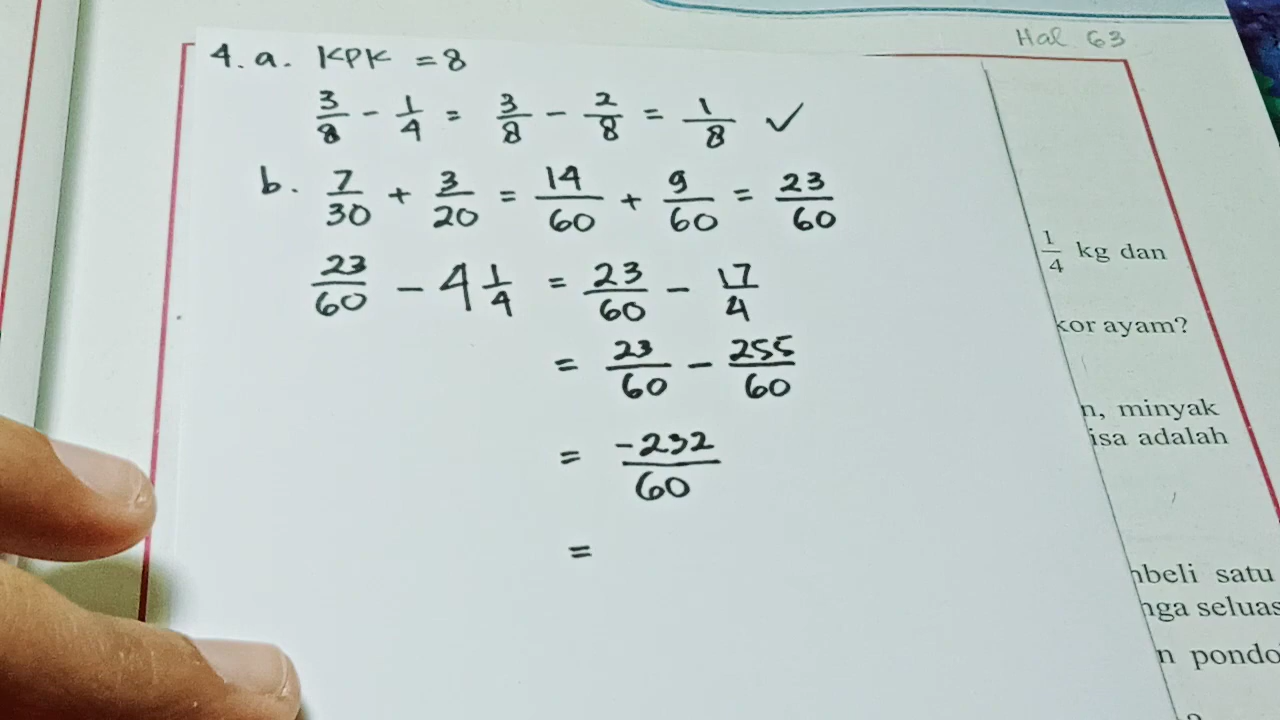 Hal 63
4. a. KPK = 8
3/8 - 1/4 = 3/8 - 2/8 = 1/8 ✓
b. 7/30 + 3/20 = 14/60 + 9/60 = 23/60
23/60 - 4 1/4 = 23/60 - 17/4
= 23/60 - 255/60
= -232/60
=
1/4 kg dan
kor ayam?
n, minyak
isa adalah
beli satu
nga seluas
n pondo